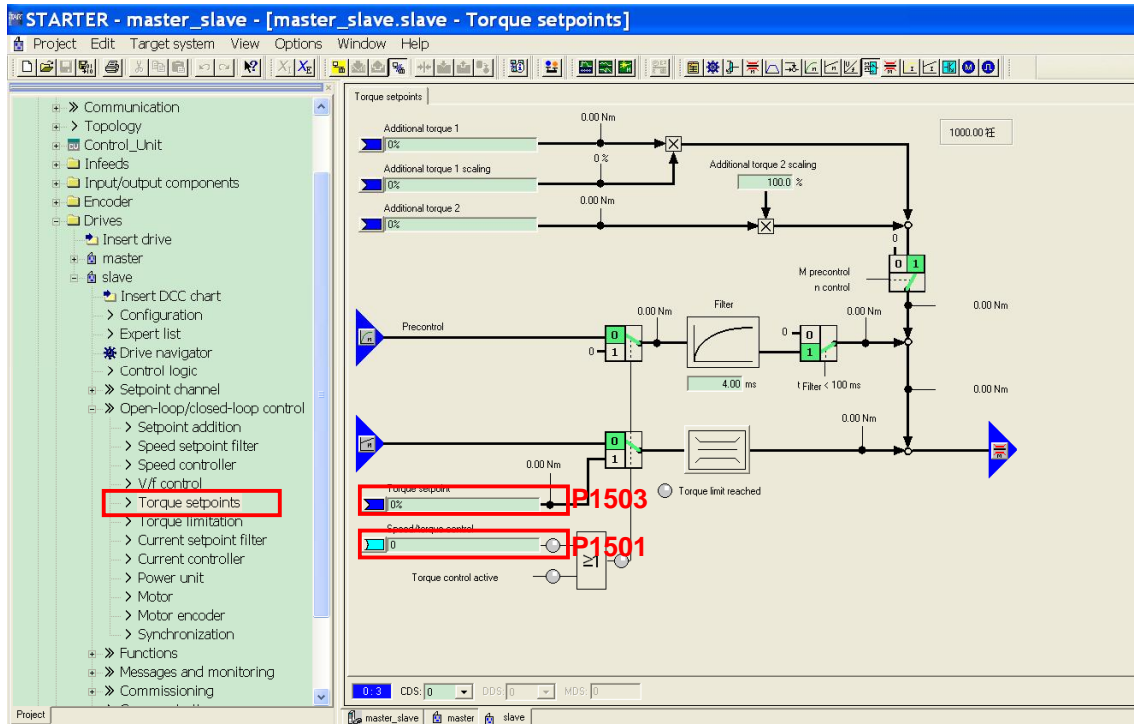 STARTER - master_slave - [master_slave.slave - Torque setpoints]
Project Edit Target system View Options Window Help
Communication
Topology
Control_Unit
Infeeds
Input/output components
Encoder
Drives
Insert drive
master
slave
Insert DCC chart
Configuration
Expert list
Drive navigator
Control logic
Setpoint channel
Open-loop/closed-loop control
Setpoint addition
Speed setpoint filter
Speed controller
V/f control
Torque setpoints
Torque limitation
Current setpoint filter
Current controller
Power unit
Motor
Motor encoder
Synchronization
Functions
Messages and monitoring
Commissioning
Project
Torque setpoints
Additional torque 1
0.00 Nm
0%
1000.00 衽
Additional torque 1 scaling
0 %
0%
Additional torque 2 scaling
100.0 %
Additional torque 2
0.00 Nm
0%
0
0 1
M precontrol
n control
0.00 Nm
Precontrol
0
1
0
0.00 Nm
Filter
4.00 ms
0
0
1
0.00 Nm
t Filter < 100 ms
0.00 Nm
0
1
0.00 Nm
0.00 Nm
Torque limit reached
Torque setpoint
0%
P1503
Speed/torque control
0
P1501
≥1
Torque control active
0 : 3 CDS: 0 DDS: 0 MDS: 0
master_slave master slave